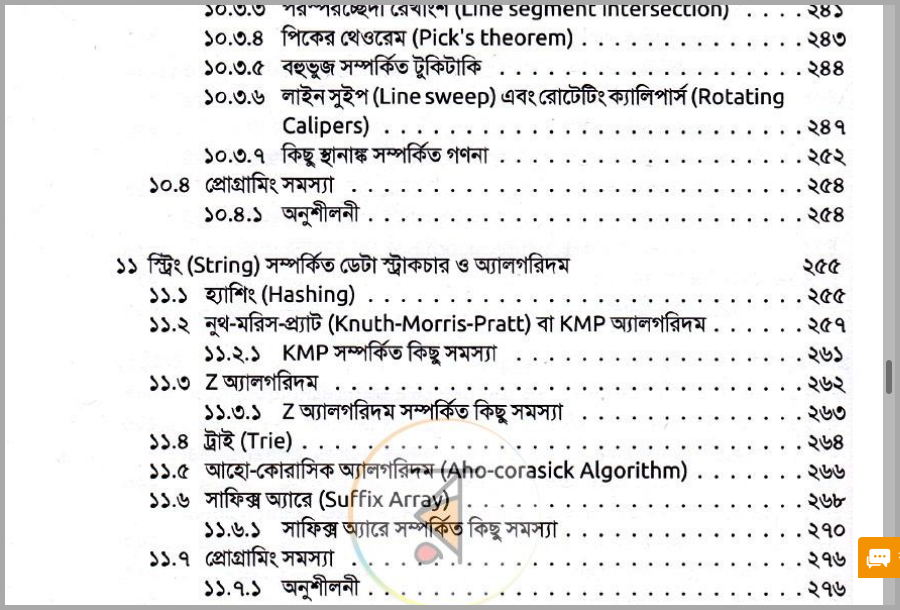 ১০.৩.৩ পরস্পরচ্ছেদী রেখাংশ (Line segment intersection) . . . . ২৪১
১০.৩.৪ পিকের থেওরেম (Pick's theorem) . . . . . . . . . . . . . . . ২৪৩
১০.৩.৫ বহুভুজ সম্পর্কিত টুকিটাকি . . . . . . . . . . . . . . . . . . . . ২৪৪
১০.৩.৬ লাইন সুইপ (Line sweep) এবং রোটেটিং ক্যালিপার্স (Rotating
Calipers) . . . . . . . . . . . . . . . . . . . . . . . . . . . . ২৪৭
১০.৩.৭ কিছু স্থানাঙ্ক সম্পর্কিত গণনা . . . . . . . . . . . . . . . . . . . . ২৫২
১০.৪ প্রোগ্রামিং সমস্যা . . . . . . . . . . . . . . . . . . . . . . . . . . . . . . ২৫৪
১০.৪.১ অনুশীলনী . . . . . . . . . . . . . . . . . . . . . . . . . . . . . ২৫৪
১১ স্ট্রিং (String) সম্পর্কিত ডেটা স্ট্রাকচার ও অ্যালগরিদম ২৫৫
১১.১ হ্যাশিং (Hashing) . . . . . . . . . . . . . . . . . . . . . . . . . . . . . ২৫৫
১১.২ নুথ-মরিস-প্র্যাট (Knuth-Morris-Pratt) বা KMP অ্যালগরিদম . . . . . . ২৫৭
১১.২.১ KMP সম্পর্কিত কিছু সমস্যা . . . . . . . . . . . . . . . . . . . ২৬১
১১.৩ Z অ্যালগরিদম . . . . . . . . . . . . . . . . . . . . . . . . . . . . . . . ২৬২
১১.৩.১ Z অ্যালগরিদম সম্পর্কিত কিছু সমস্যা . . . . . . . . . . . . . . . ২৬৩
১১.৪ ট্রাই (Trie) . . . . . . . . . . . . . . . . . . . . . . . . . . . . . . . . . ২৬৪
১১.৫ আহো-কোরাসিক অ্যালগরিদম (Aho-corasick Algorithm) . . . . . . . ২৬৬
১১.৬ সাফিক্স অ্যারে (Suffix Array) . . . . . . . . . . . . . . . . . . . . . . ২৬৮
১১.৬.১ সাফিক্স অ্যারে সম্পর্কিত কিছু সমস্যা . . . . . . . . . . . . . . . . ২৭০
১১.৭ প্রোগ্রামিং সমস্যা . . . . . . . . . . . . . . . . . . . . . . . . . . . . . . ২৭৬
১১.৭.১ অনুশীলনী . . . . . . . . . . . . . . . . . . . . . . . . . . . . . ২৭৬